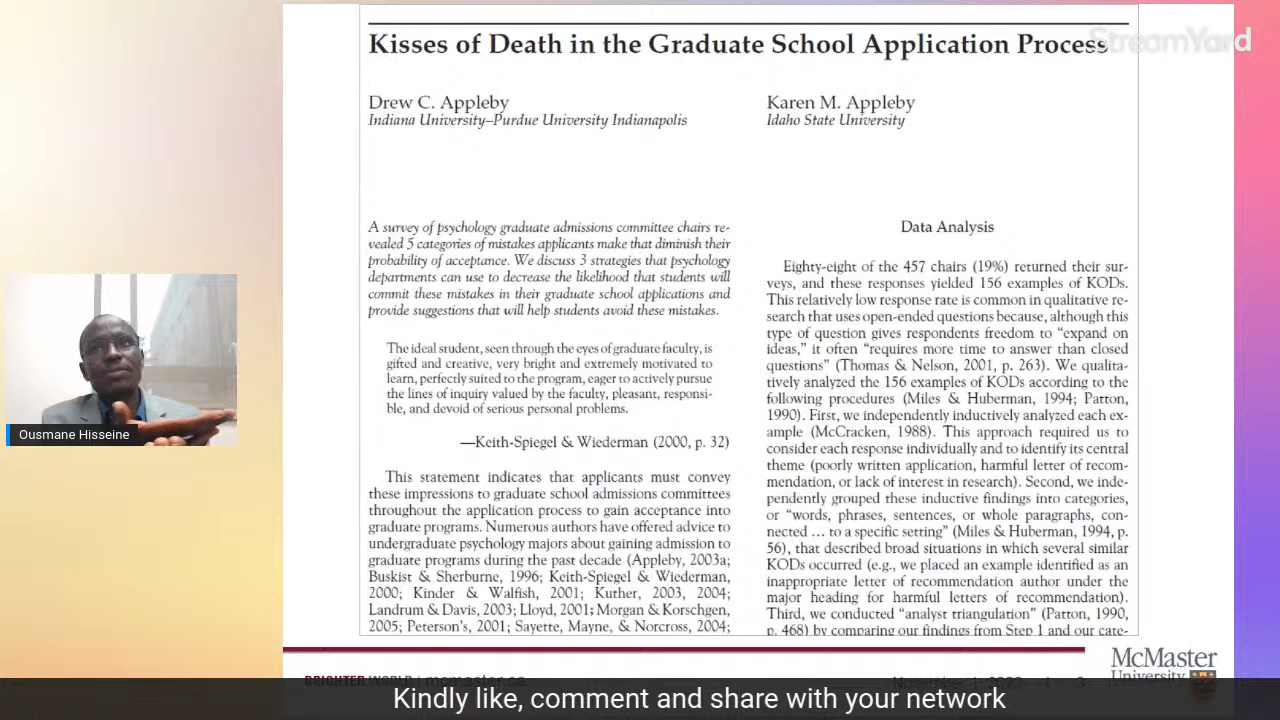 StreamYard
Kisses of Death in the Graduate School Application Process
Drew C. Appleby
Indiana University–Purdue University Indianapolis
Karen M. Appleby
Idaho State University
A survey of psychology graduate admissions committee chairs re-
vealed 5 categories of mistakes applicants make that diminish their
probability of acceptance. We discuss 3 strategies that psychology
departments can use to decrease the likelihood that students will
commit these mistakes in their graduate school applications and
provide suggestions that will help students avoid these mistakes.
The ideal student, seen through the eyes of graduate faculty, is
gifted and creative, very bright and extremely motivated to
learn, perfectly suited to the program, eager to actively pursue
the lines of inquiry valued by the faculty, pleasant, responsi-
ble, and devoid of serious personal problems.
—Keith-Spiegel & Wiederman (2000, p. 32)
This statement indicates that applicants must convey
these impressions to graduate school admissions committees
throughout the application process to gain acceptance into
graduate programs. Numerous authors have offered advice to
undergraduate psychology majors about gaining admission to
graduate programs during the past decade (Appleby, 2003a;
Buskist & Sherburne, 1996; Keith-Spiegel & Wiederman,
2000; Kinder & Walfish, 2001; Kuther, 2003, 2004;
Landrum & Davis, 2003; Lloyd, 2001; Morgan & Korschgen,
2005; Peterson's, 2001; Sayette, Mayne, & Norcross, 2004;
Data Analysis
Eighty-eight of the 457 chairs (19%) returned their sur-
veys, and these responses yielded 156 examples of KODs.
This relatively low response rate is common in qualitative re-
search that uses open-ended questions because, although this
type of question gives respondents freedom to “expand on
ideas,” it often “requires more time to answer than closed
questions” (Thomas & Nelson, 2001, p. 263). We qualita-
tively analyzed the 156 examples of KODs according to the
following procedures (Miles & Huberman, 1994; Patton,
1990). First, we independently inductively analyzed each ex-
ample (McCracken, 1988). This approach required us to
consider each response individually and to identify its central
theme (poorly written application, harmful letter of recom-
mendation, or lack of interest in research). Second, we inde-
pendently grouped these inductive findings into categories,
or “words, phrases, sentences, or whole paragraphs, con-
nected … to a specific setting” (Miles & Huberman, 1994, p.
56), that described broad situations in which several similar
KODs occurred (e.g., we placed an example identified as an
inappropriate letter of recommendation author under the
major heading for harmful letters of recommendation).
Third, we conducted “analyst triangulation” (Patton, 1990,
p. 468) by comparing our findings from Step 1 and our cate-
Ousmane Hisseine
McMaster
University
BRIGHTER WORLD | mcmaster.ca
Kindly like, comment and share with your network